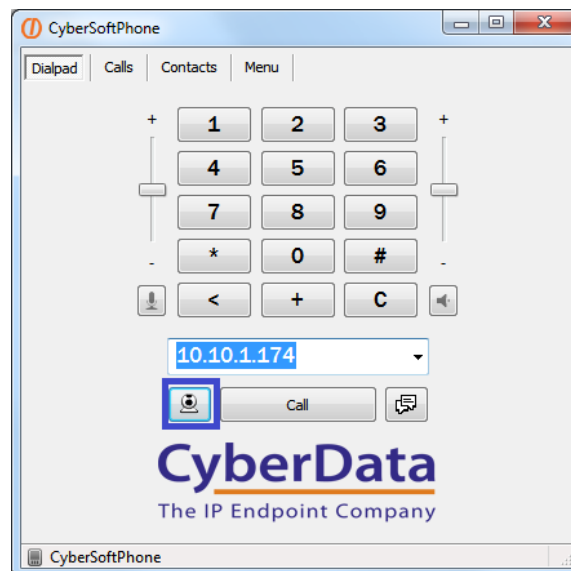 CyberSoftPhone
Dialpad Calls Contacts Menu
+ 1 2 3 +
4 5 6
7 8 9
- * 0 # -
< + C
10.10.1.174
Call
CyberData
The IP Endpoint Company
CyberSoftPhone